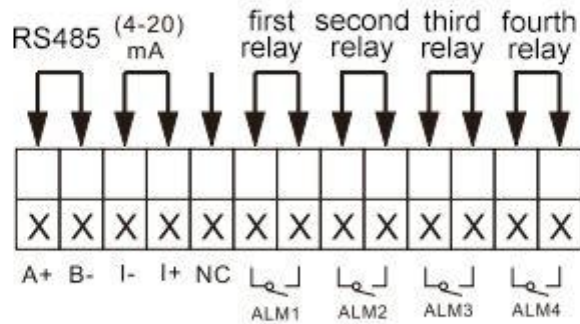 RS485 (4-20) mA first relay second relay third relay fourth relay
X X X X X X X X X X X X X
A+ B- I- I+ NC
ALM1 ALM2 ALM3 ALM4